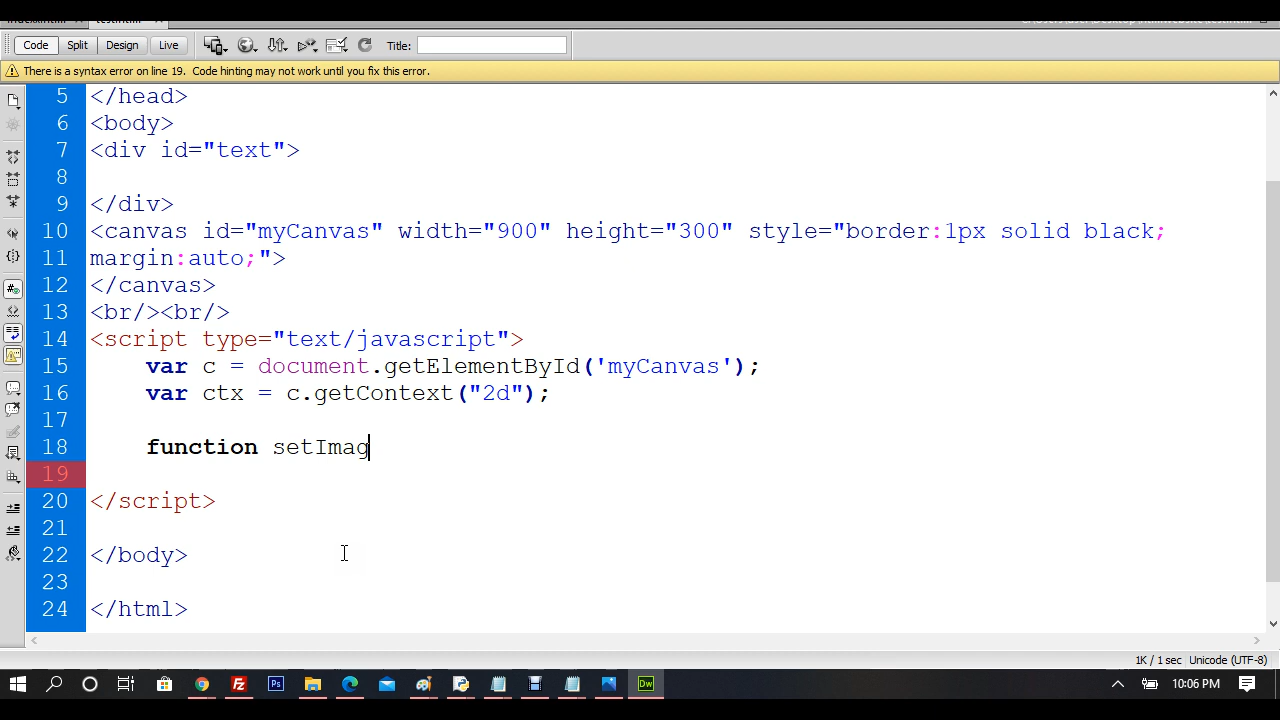 Code Split Design Live Title:
There is a syntax error on line 19. Code hinting may not work until you fix this error.
5 </head>
6 <body>
7 <div id="text">
8
9 </div>
10 <canvas id="myCanvas" width="900" height="300" style="border:1px solid black;
11 margin:auto;">
12 </canvas>
13 <br/><br/>
14 <script type="text/javascript">
15 var c = document.getElementById('myCanvas');
16 var ctx = c.getContext("2d");
17
18 function setImag
19
20 </script>
21
22 </body>
23
24 </html>
1K / 1 sec Unicode (UTF-8)
Fz Ps Dw 10:06 PM